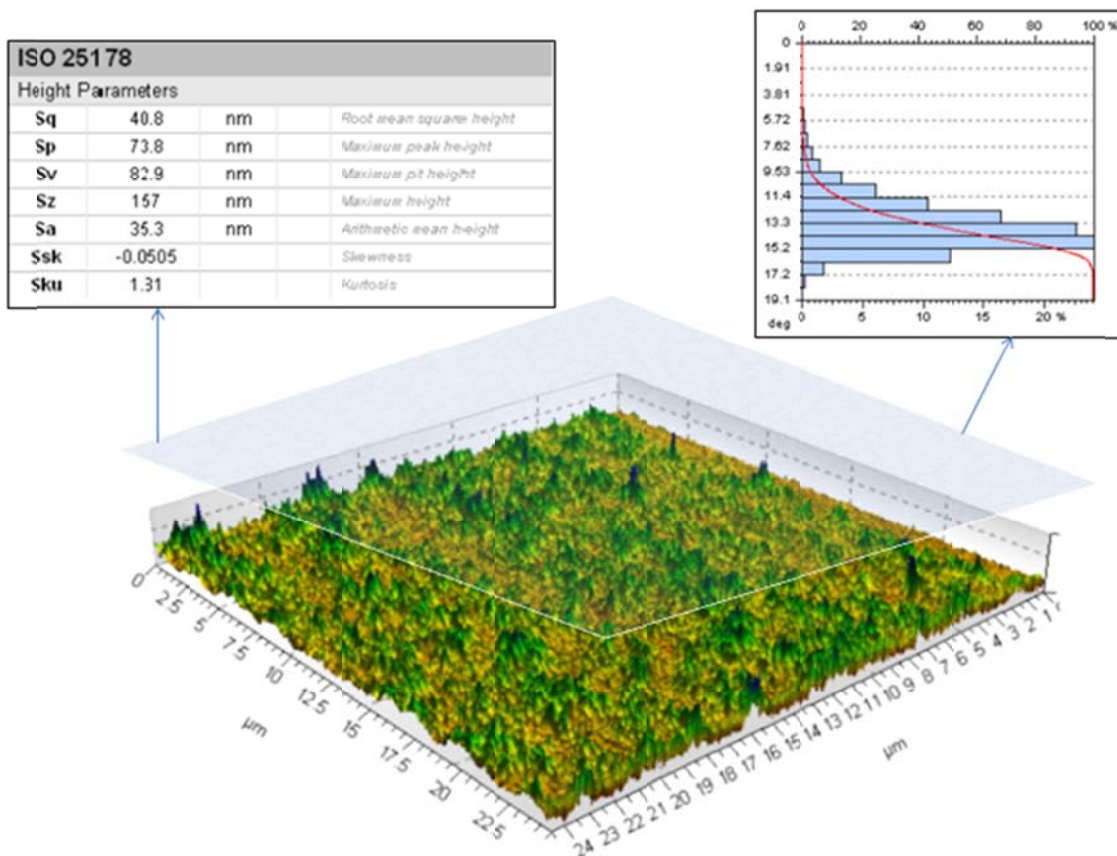 ISO 25178
Height Parameters
Sq 40.8 nm Root mean square height
Sp 73.8 nm Maximum peak height
Sv 82.9 nm Maximum pit height
Sz 157 nm Maximum height
Sa 35.3 nm Arithmetic mean height
Ssk -0.0505 Skewness
Sku 1.31 Kurtosis
0 20 40 60 80 100 %
0
1.91
3.81
5.72
7.62
9.53
11.4
13.3
15.2
17.2
19.1
deg
0 5 10 15 20 %
0 2.5 5 7.5 10 12.5 15 17.5 20 22.5
µm
24 23 22 21 20 19 18 17 16 15 14 13 12 11 10 9 8 7 6 5 4 3 2 1
µm